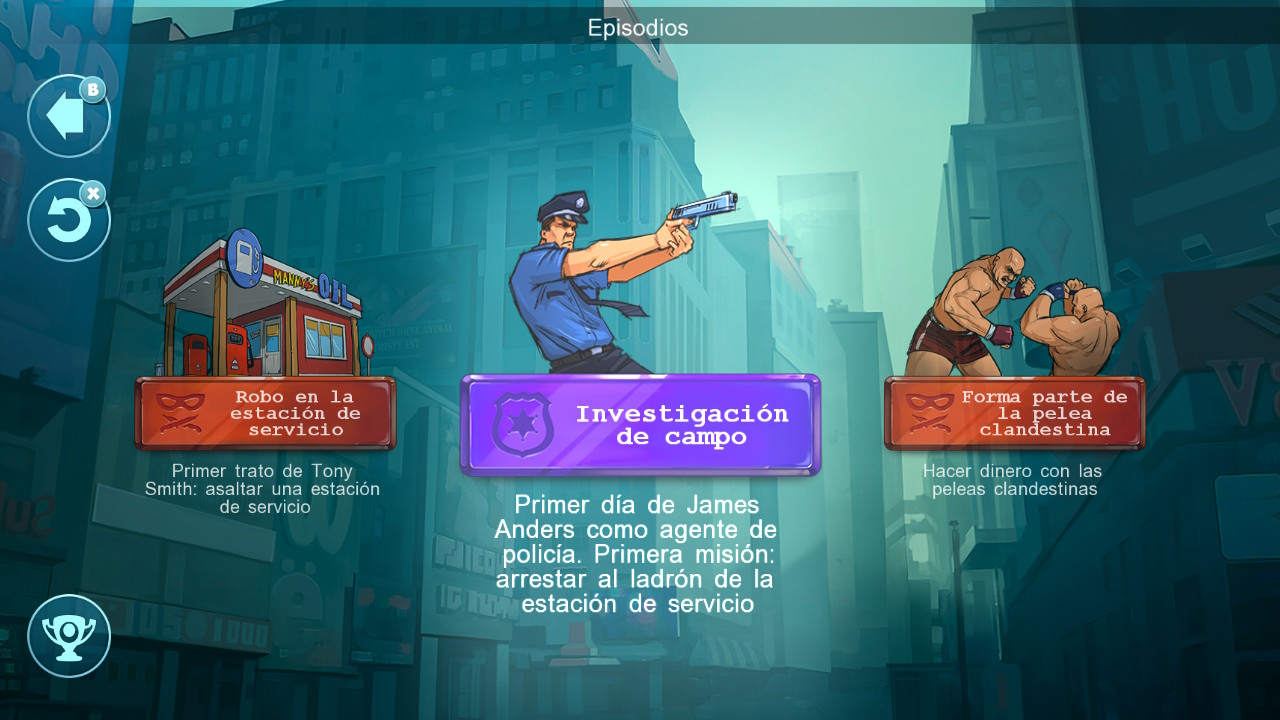 Episodios
B
X
MANNY'S OIL
Robo en la
estación de
servicio
Primer trato de Tony
Smith: asaltar una estación
de servicio
Investigación
de campo
Primer día de James
Anders como agente de
policía. Primera misión:
arrestar al ladrón de la
estación de servicio
Forma parte de
la pelea
clandestina
Hacer dinero con las
peleas clandestinas